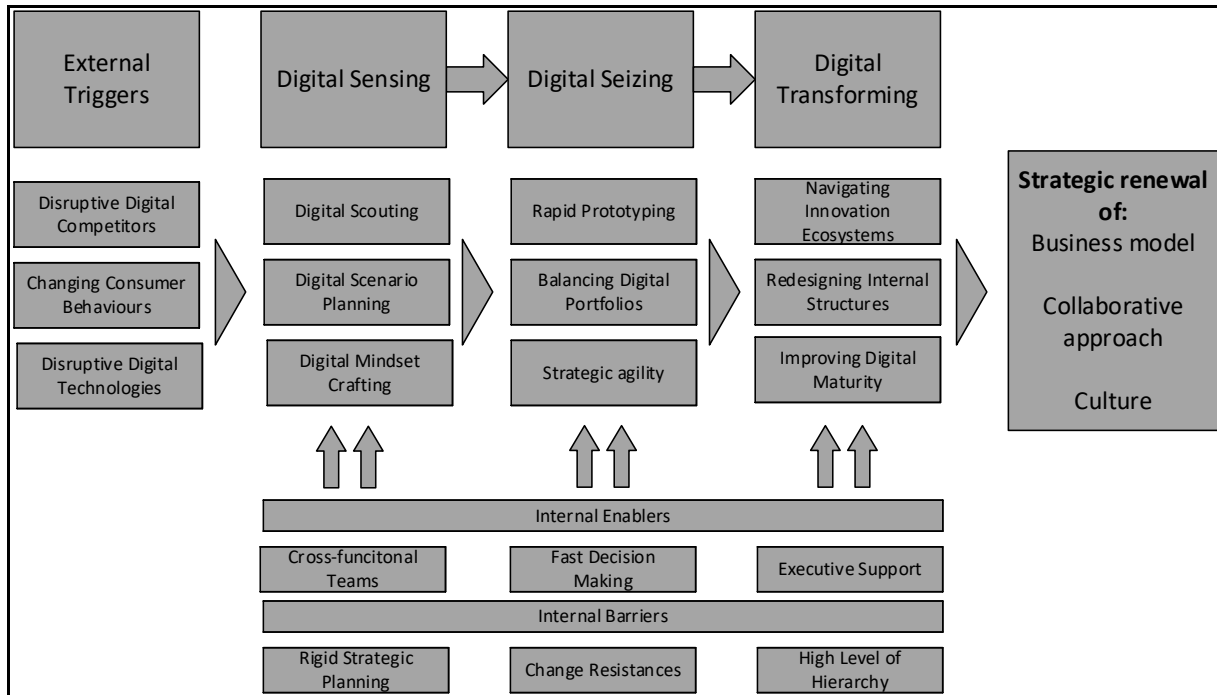 External
Triggers
Digital Sensing
Digital Seizing
Digital
Transforming
Disruptive Digital
Competitors
Changing Consumer
Behaviours
Disruptive Digital
Technologies
Digital Scouting
Digital Scenario
Planning
Digital Mindset
Crafting
Rapid Prototyping
Balancing Digital
Portfolios
Strategic agility
Navigating
Innovation
Ecosystems
Redesigning Internal
Structures
Improving Digital
Maturity
Strategic renewal
of:
Business model
Collaborative
approach
Culture
Internal Enablers
Cross-funcitonal
Teams
Fast Decision
Making
Executive Support
Internal Barriers
Rigid Strategic
Planning
Change Resistances
High Level of
Hierarchy